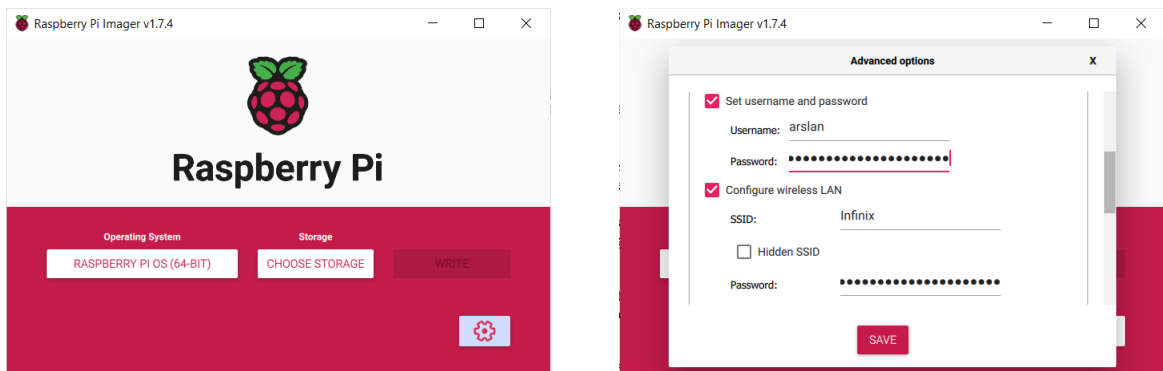 Raspberry Pi Imager v1.7.4
Raspberry Pi
Operating System
Storage
RASPBERRY PI OS (64-BIT)
CHOOSE STORAGE
WRITE
Raspberry Pi Imager v1.7.4
Advanced options
X
Set username and password
Username: arslan
Password: •••••••••••••••••••••
Configure wireless LAN
SSID: Infinix
Hidden SSID
Password: •••••••••••••••••••••
SAVE